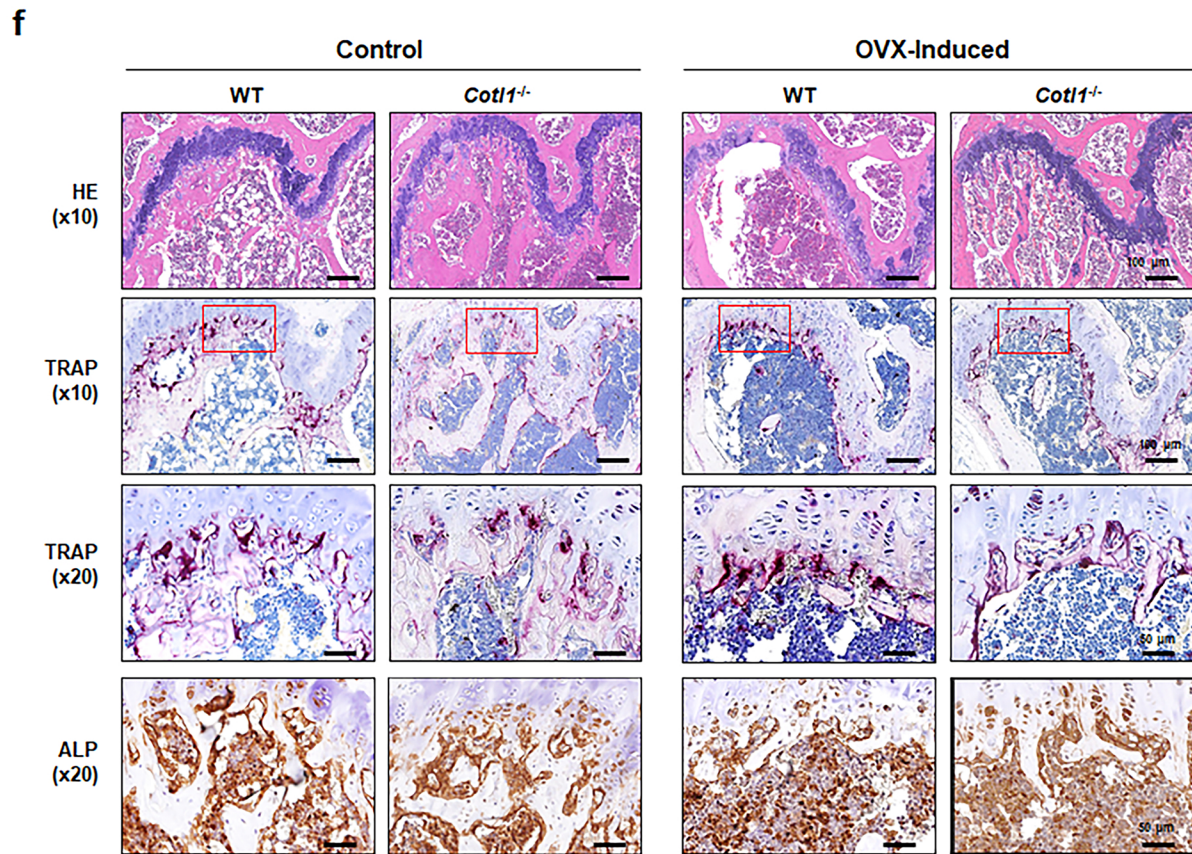 f
Control OVX-Induced
WT Cotl1-/- WT Cotl1-/-
HE
(x10)
100 μm
TRAP
(x10)
100 μm
TRAP
(x20)
50 μm
ALP
(x20)
50 μm